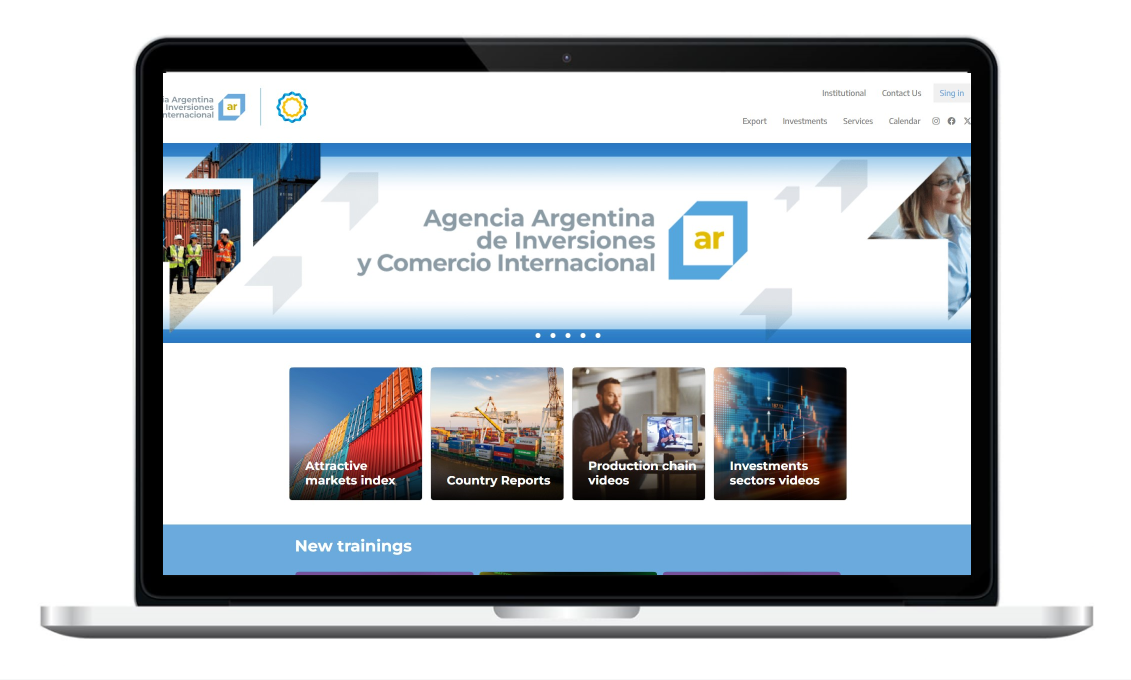 ia Argentina
Inversiones
nternacional
ar
Institutional
Contact Us
Sing in
Export
Investments
Services
Calendar
Agencia Argentina
de Inversiones
y Comercio Internacional
ar
Attractive
markets index
Country Reports
Production chain
videos
Investments
sectors videos
New trainings